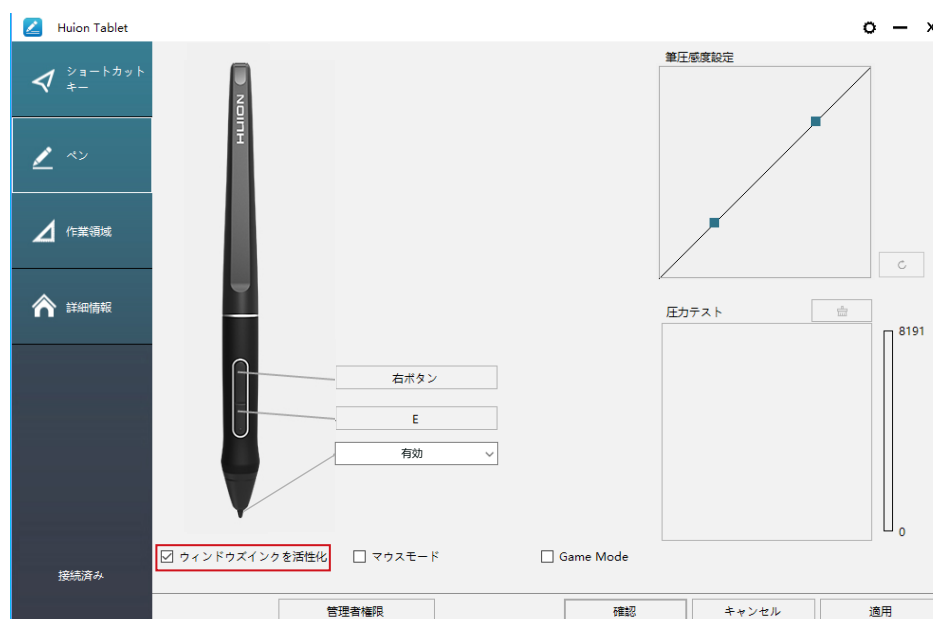 Huion Tablet
ショートカット
キー
ペン
作業領域
詳細情報
接続済み
HUION
右ボタン
E
有効
筆圧感度設定
圧力テスト
8191
0
ウィンドウズインクを活性化
マウスモード
Game Mode
管理者権限
確認
キャンセル
適用